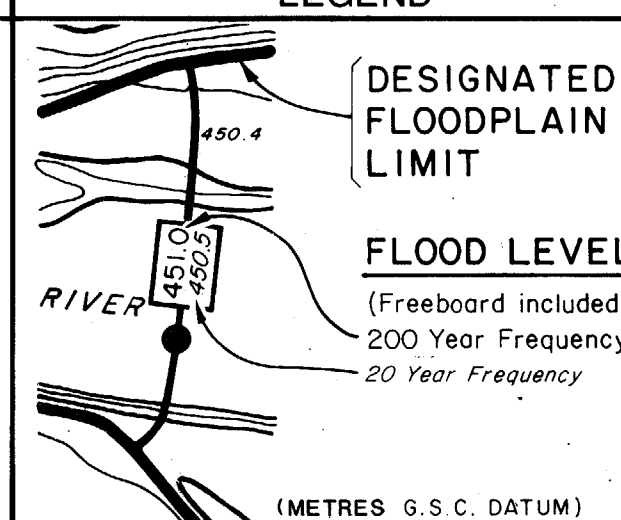 LEGEND
DESIGNATED
FLOODPLAIN
LIMIT
450.4
451.0
450.5
RIVER
FLOOD LEVEL
(Freeboard included
200 Year Frequency
20 Year Frequency
(METRES G.S.C. DATUM)